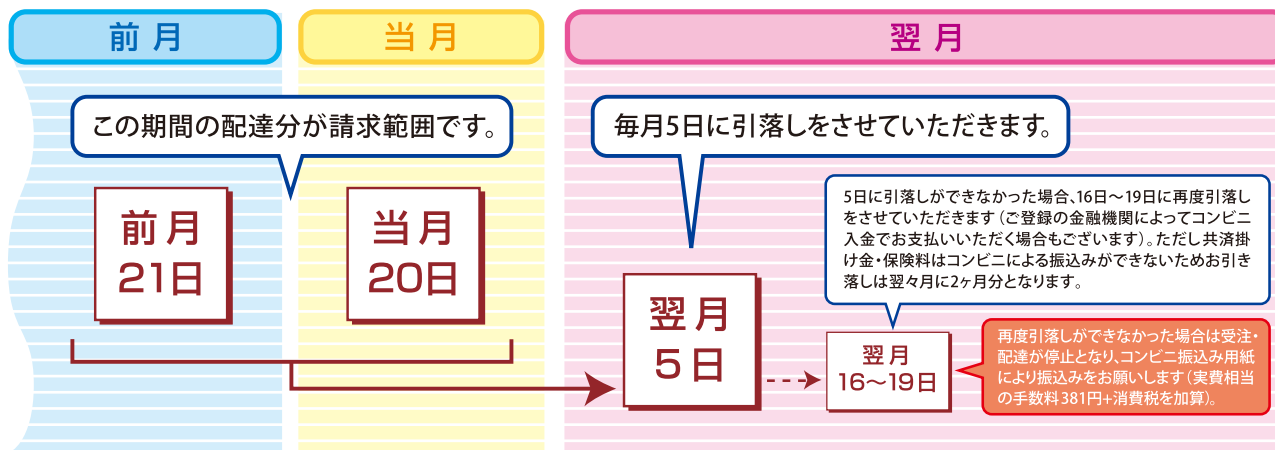 前月
当月
翌月
この期間の配達分が請求範囲です。
毎月5日に引落しをさせていただきます。
前月
21日
当月
20日
翌月
5日
5日に引落しができなかった場合、16日～19日に再度引落し
をさせていただきます（ご登録の金融機関によってコンビニ
入金でお支払いいただく場合もございます）。ただし共済掛
け金・保険料はコンビニによる振込みができないためお引き
落しは翌々月に2ヶ月分となります。
翌月
16～19日
再度引落しができなかった場合は受注・
配達が停止となり、コンビニ振込み用紙
により振込みをお願いします（実費相当
の手数料381円+消費税を加算）。